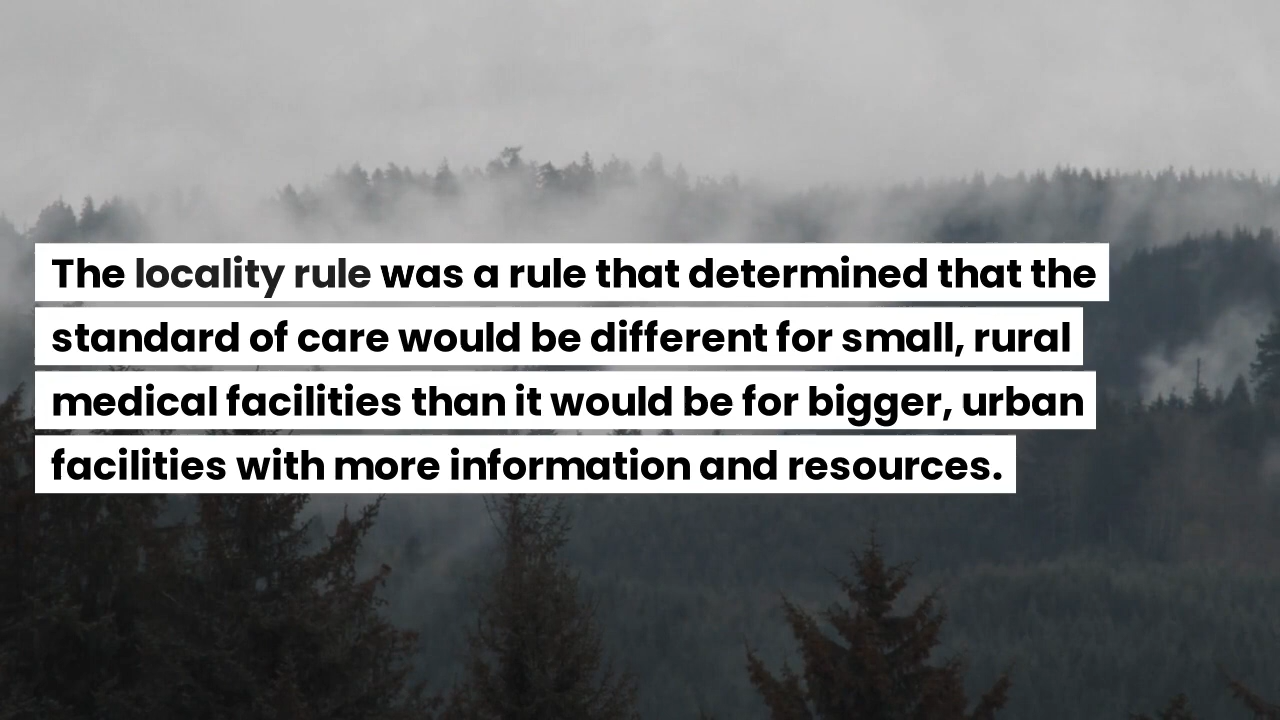 The locality rule was a rule that determined that the
standard of care would be different for small, rural
medical facilities than it would be for bigger, urban
facilities with more information and resources.